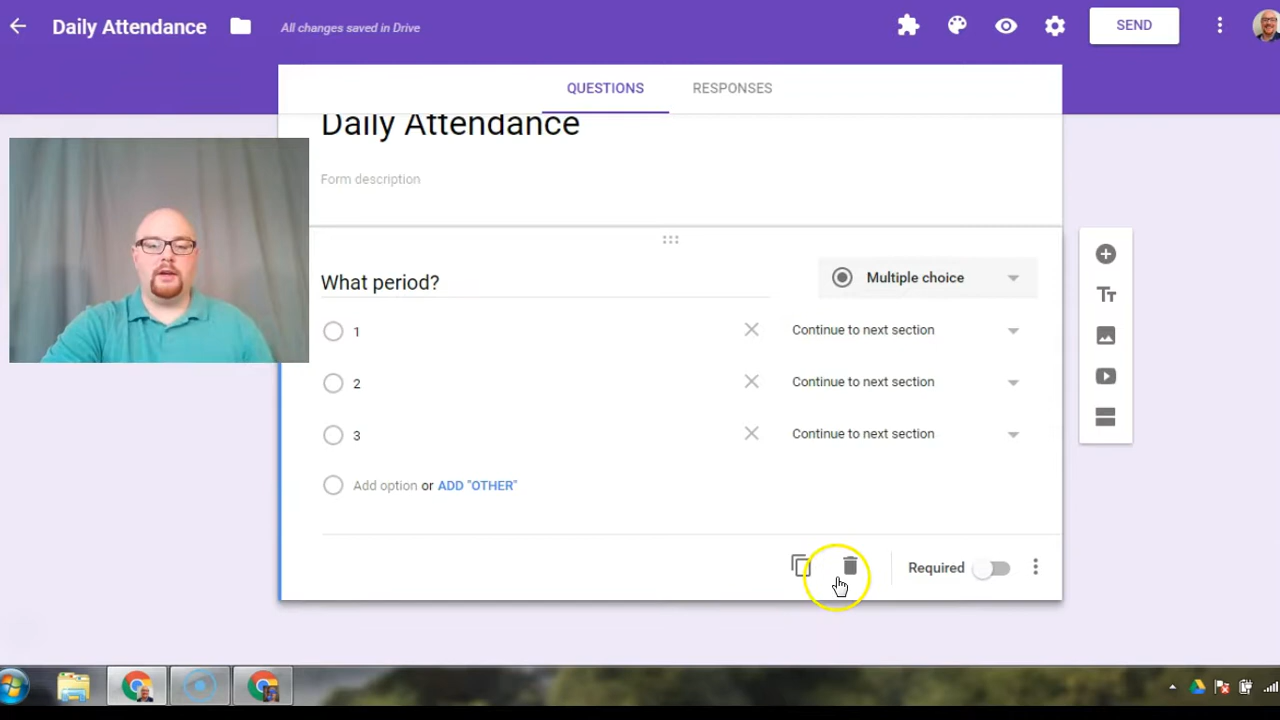 Daily Attendance
All changes saved in Drive
SEND
QUESTIONS
RESPONSES
Daily Attendance
Form description
What period?
Multiple choice
1
Continue to next section
2
Continue to next section
3
Continue to next section
Add option or ADD "OTHER"
Required
Tт